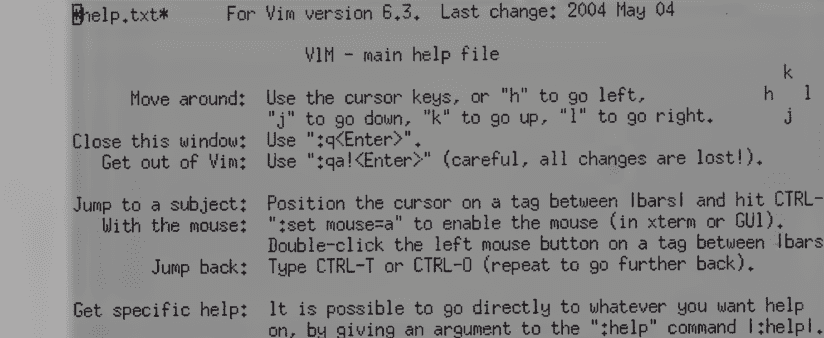 *help.txt*      For Vim version 6.3.  Last change: 2004 May 04
VIM - main help file
k
Move around:  Use the cursor keys, or "h" to go left,            h   l
"j" to go down, "k" to go up, "l" to go right.         j
Close this window:  Use ":q<Enter>".
Get out of Vim:  Use ":qa!<Enter>" (careful, all changes are lost!).
Jump to a subject:  Position the cursor on a tag between |bars| and hit CTRL-
With the mouse:  ":set mouse=a" to enable the mouse (in xterm or GUI).
Double-click the left mouse button on a tag between |bars
Jump back:  Type CTRL-T or CTRL-O (repeat to go further back).
Get specific help:  It is possible to go directly to whatever you want help
on, by giving an argument to the ":help" command |:help|.